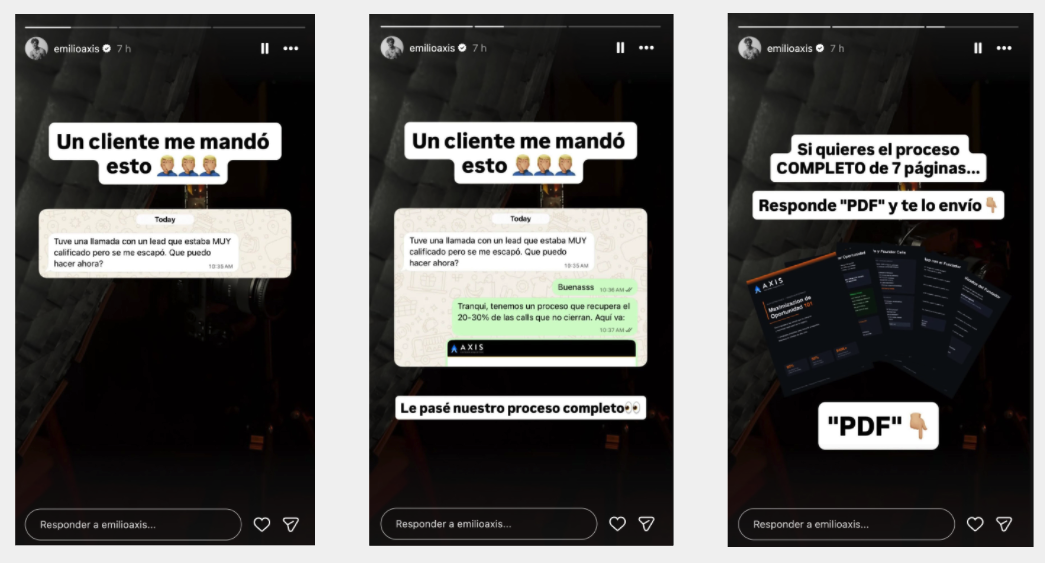 emilioaxis 7 h
Un cliente me mandó
esto 🤦🏼‍♂️🤦🏼‍♂️🤦🏼‍♂️
Today
Tuve una llamada con un lead que estaba MUY
calificado pero se me escapó. Que puedo
hacer ahora?
10:35 AM
Responder a emilioaxis...
emilioaxis 7 h
Un cliente me mandó
esto 🤦🏼‍♂️🤦🏼‍♂️🤦🏼‍♂️
Today
Tuve una llamada con un lead que estaba MUY
calificado pero se me escapó. Que puedo
hacer ahora?
10:35 AM
Buenasss 10:36 AM
Tranqui, tenemos un proceso que recupera el
20-30% de las calls que no cierran. Aquí va:
10:37 AM
AXIS
Le pasé nuestro proceso completo👀
Responder a emilioaxis...
emilioaxis 7 h
Si quieres el proceso
COMPLETO de 7 páginas...
Responde "PDF" y te lo envío👇🏼
AXIS
Maximizacion de
Oportunidad 101
"PDF" 👇🏼
Responder a emilioaxis...